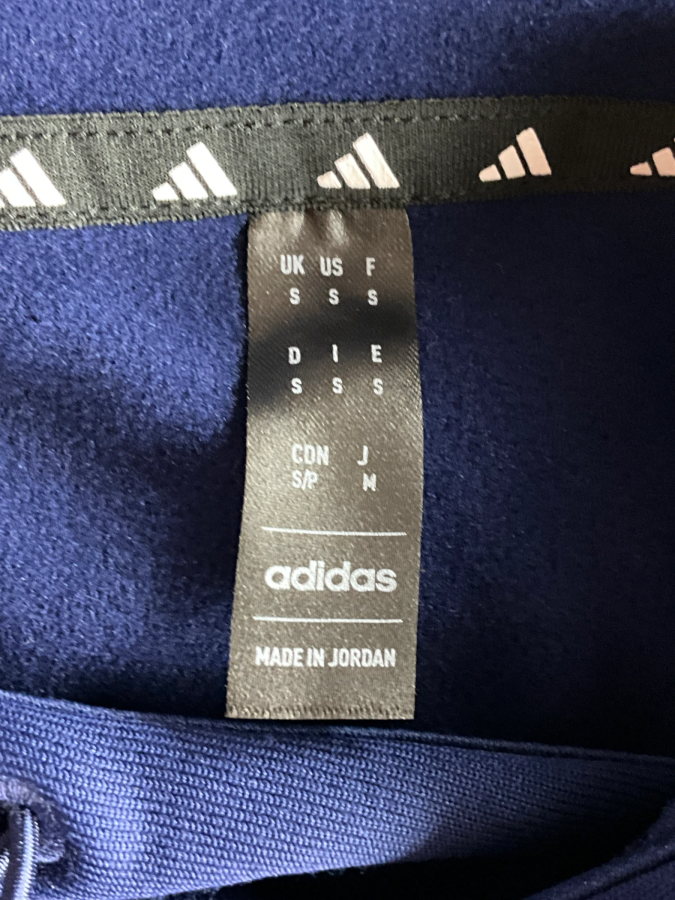 UK US F
S S S
D I E
S S S
CDN J
S/P M
adidas
MADE IN JORDAN